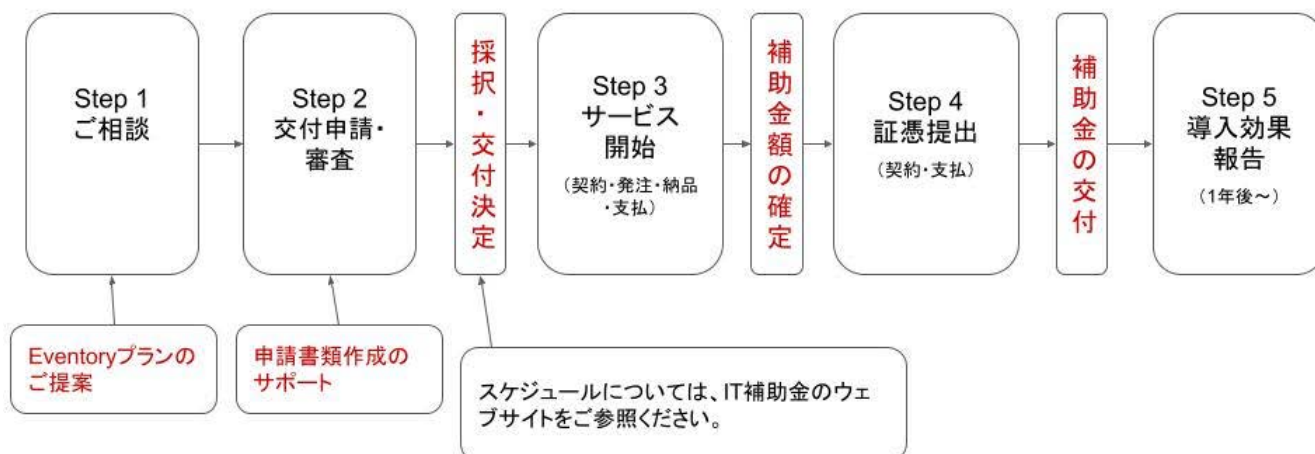 Step 1
ご相談
Step 2
交付申請・
審査
採択・交付決定
Step 3
サービス
開始
（契約・発注・納品
・支払）
補助金額の確定
Step 4
証憑提出
（契約・支払）
補助金の交付
Step 5
導入効果
報告
（1年後～）
Eventoryプランの
ご提案
申請書類作成の
サポート
スケジュールについては、IT補助金のウェ
ブサイトをご参照ください。